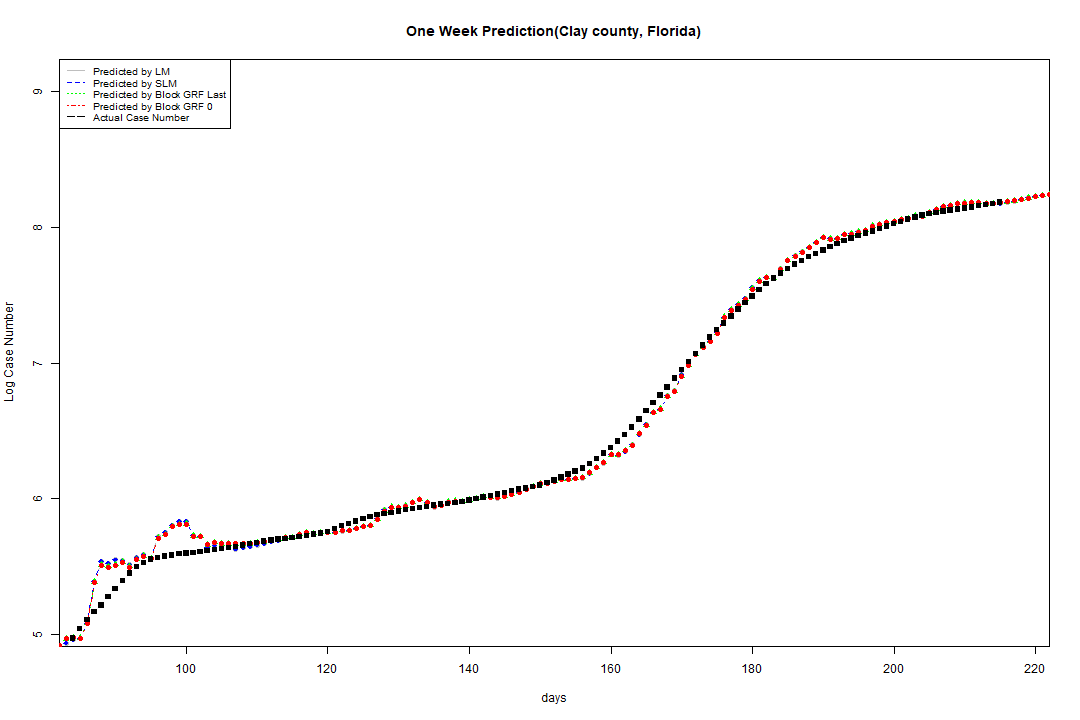 One Week Prediction(Clay county, Florida)
Predicted by LM
Predicted by SLM
Predicted by Block GRF Last
Predicted by Block GRF 0
Actual Case Number
9
8
7
6
5
Log Case Number
100 120 140 160 180 200 220
days